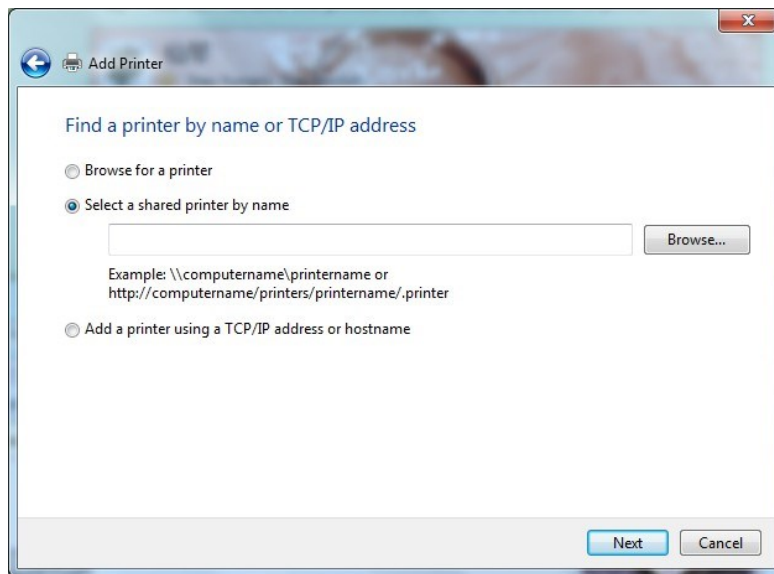 Add Printer
Find a printer by name or TCP/IP address
Browse for a printer
Select a shared printer by name
Browse...
Example: \\computername\printername or
http://computername/printers/printername/.printer
Add a printer using a TCP/IP address or hostname
Next
Cancel